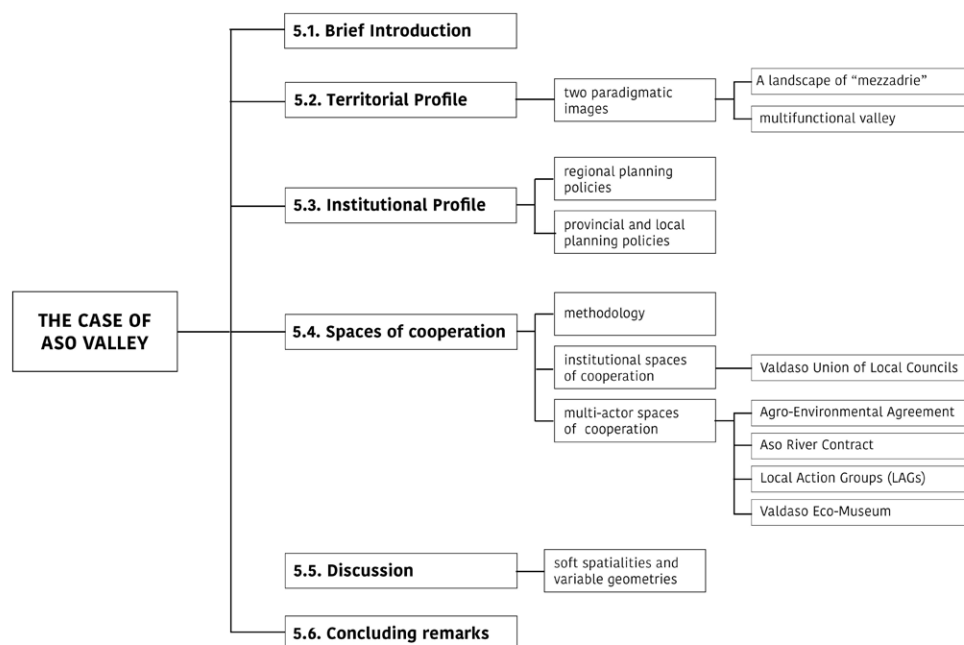 5.1. Brief Introduction
5.2. Territorial Profile
two paradigmatic
images
A landscape of “mezzadrie”
multifunctional valley
5.3. Institutional Profile
regional planning
policies
provincial and local
planning policies
THE CASE OF
ASO VALLEY
5.4. Spaces of cooperation
methodology
institutional spaces
of cooperation
Valdaso Union of Local Councils
multi-actor spaces
of cooperation
Agro-Environmental Agreement
Aso River Contract
Local Action Groups (LAGs)
Valdaso Eco-Museum
5.5. Discussion
soft spatialities and
variable geometries
5.6. Concluding remarks